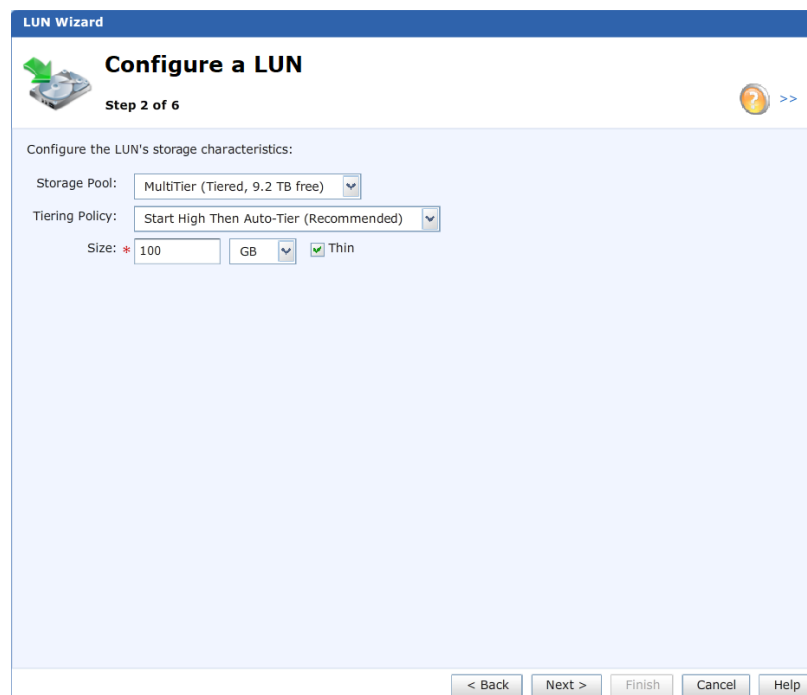 LUN Wizard
Configure a LUN
Step 2 of 6
? >>
Configure the LUN's storage characteristics:
Storage Pool: MultiTier (Tiered, 9.2 TB free)
Tiering Policy: Start High Then Auto-Tier (Recommended)
Size: * 100 GB Thin
< Back Next > Finish Cancel Help